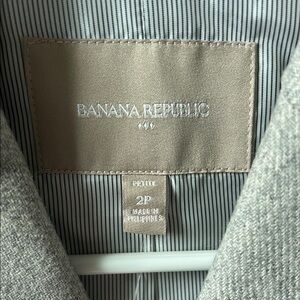 BANANA REPUBLIC
PETITE
2P
MADE IN
PHILIPPINES